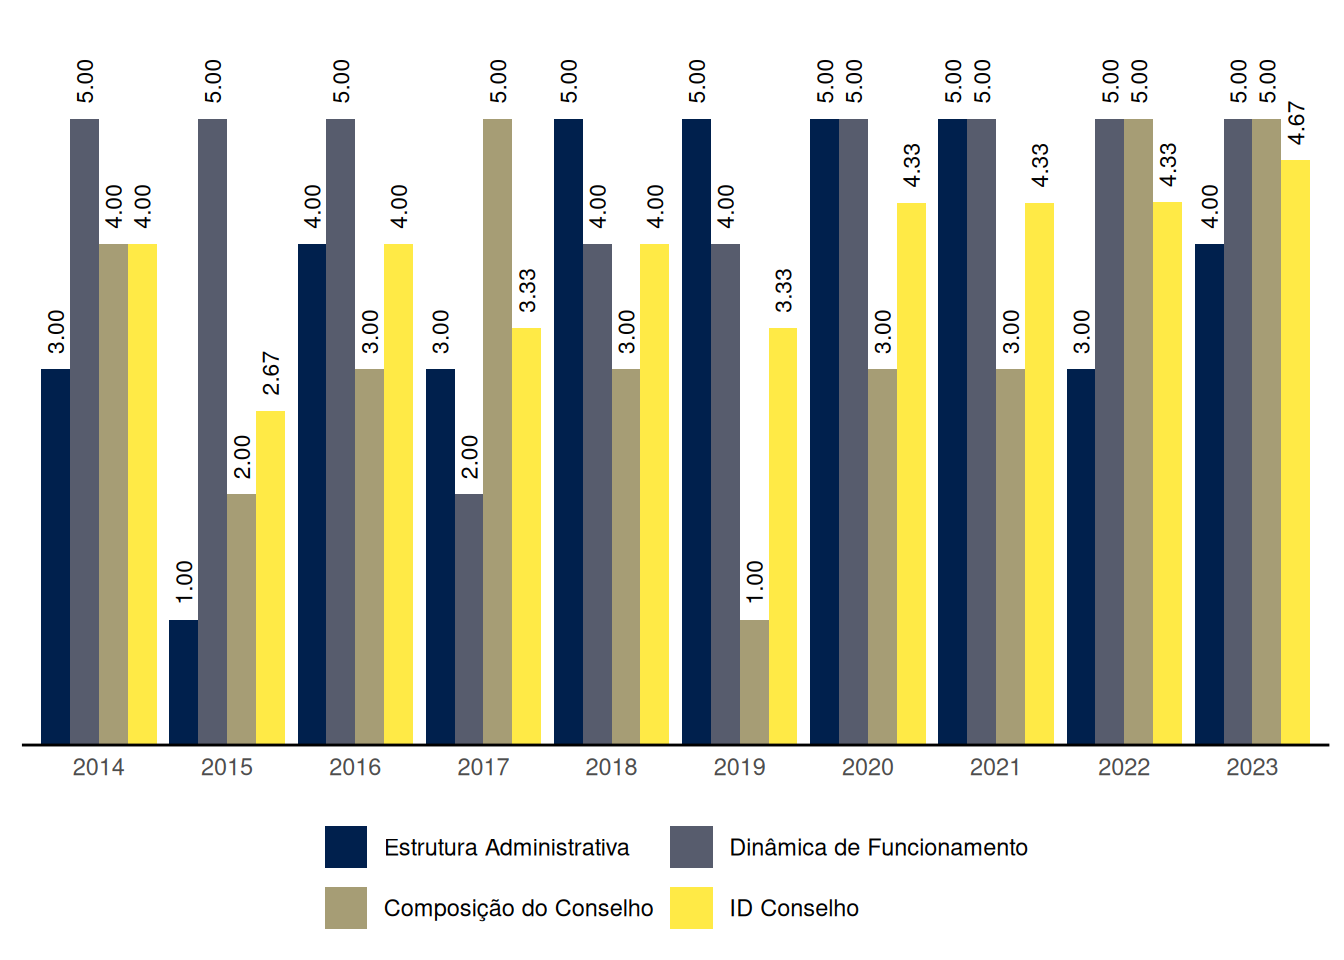 3.00 5.00 4.00 4.00 1.00 5.00 2.00 2.67 4.00 5.00 3.00 4.00 3.00 2.00 5.00 3.33 5.00 4.00 3.00 4.00 5.00 4.00 1.00 3.33 5.00 5.00 3.00 4.33 5.00 5.00 3.00 4.33 3.00 5.00 5.00 4.33 4.00 5.00 5.00 4.67
2014 2015 2016 2017 2018 2019 2020 2021 2022 2023
Estrutura Administrativa Dinâmica de Funcionamento
Composição do Conselho ID Conselho